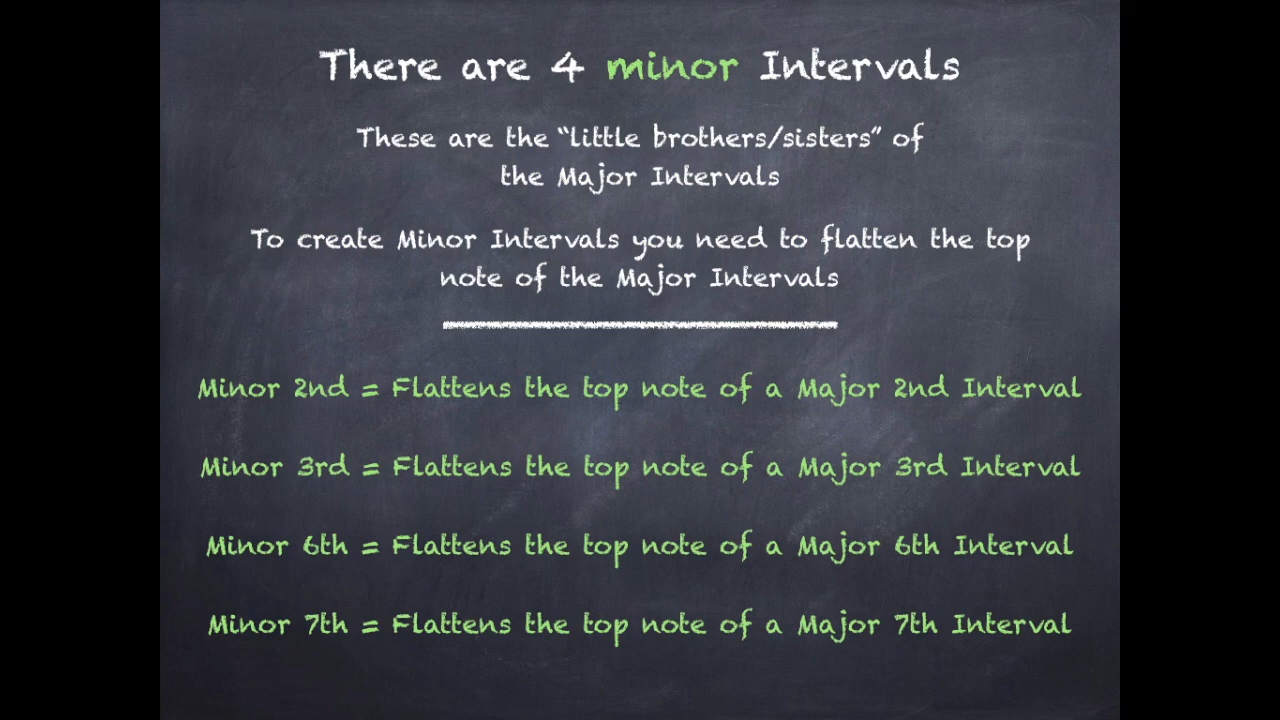 There are 4 minor Intervals
These are the “little brothers/sisters” of
the Major Intervals
To create Minor Intervals you need to flatten the top
note of the Major Intervals
Minor 2nd = Flattens the top note of a Major 2nd Interval
Minor 3rd = Flattens the top note of a Major 3rd Interval
Minor 6th = Flattens the top note of a Major 6th Interval
Minor 7th = Flattens the top note of a Major 7th Interval